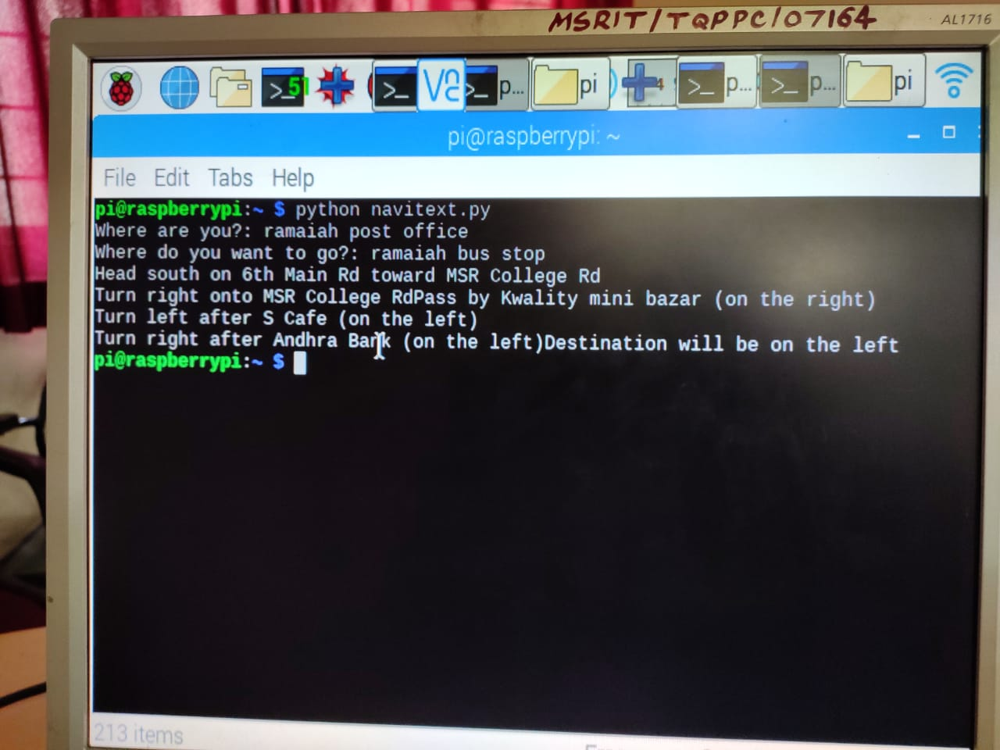 MSRIT/TQPPC/07164
AL1716
>_51
>_
V2
>_ p...
pi
4
>_ p...
>_ p...
pi
pi@raspberrypi: ~
File Edit Tabs Help
pi@raspberrypi:~ $ python navitext.py
Where are you?: ramaiah post office
Where do you want to go?: ramaiah bus stop
Head south on 6th Main Rd toward MSR College Rd
Turn right onto MSR College RdPass by Kwality mini bazar (on the right)
Turn left after S Cafe (on the left)
Turn right after Andhra Bank (on the left)Destination will be on the left
pi@raspberrypi:~ $
213 items